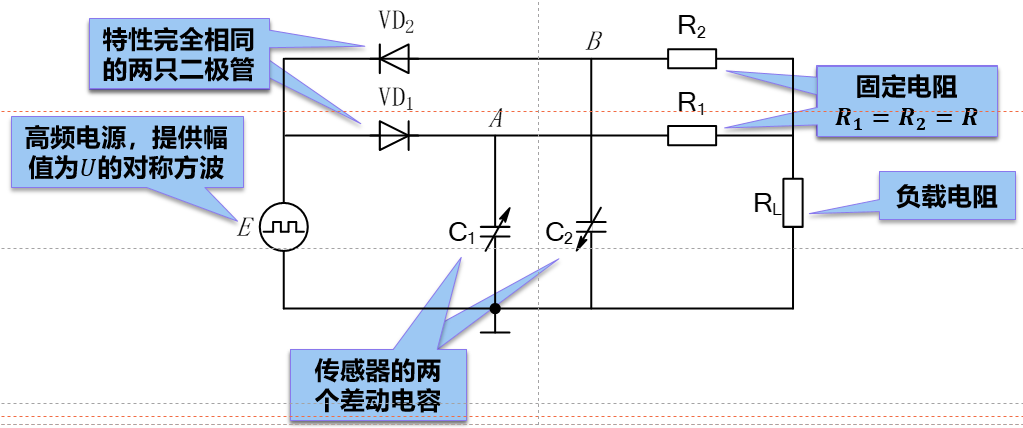 VD2
B
R2
特性完全相同
的两只二极管
VD1
A
R1
固定电阻
R1 = R2 = R
高频电源，提供幅
值为U的对称方波
E
C1
C2
RL
负载电阻
传感器的两
个差动电容